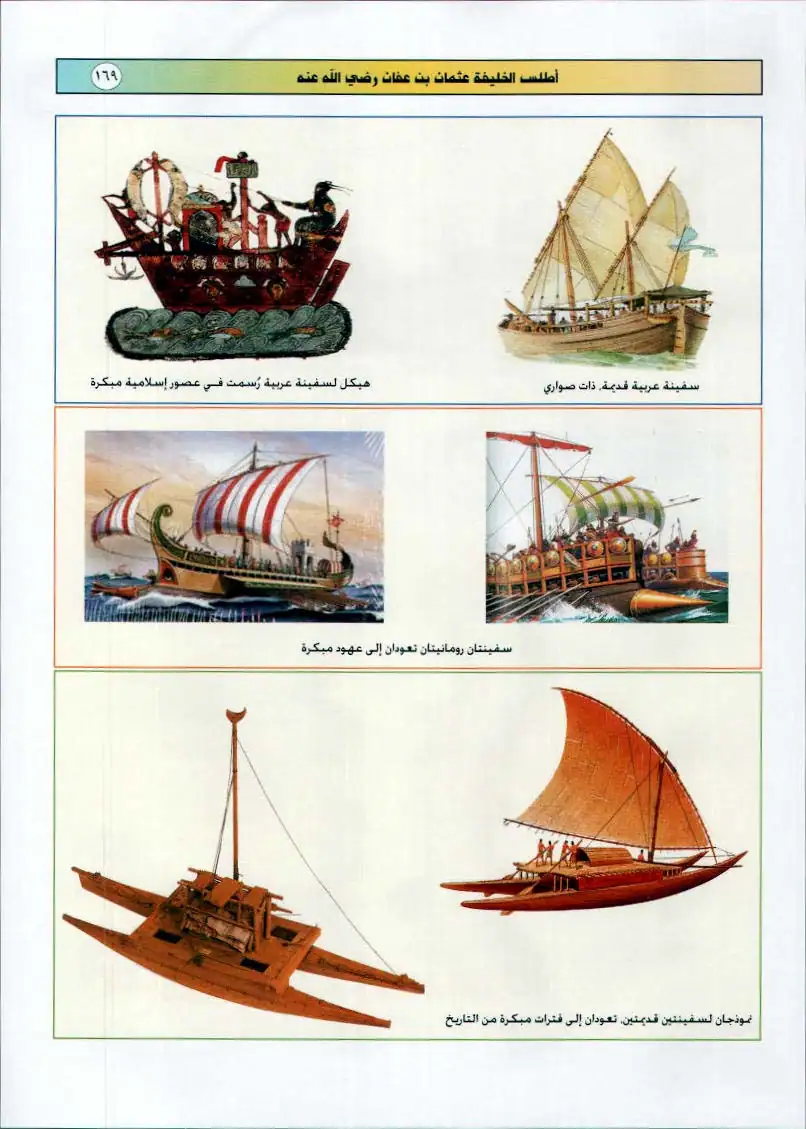 أطلس الخليفة عثمان بن عفان رضي الله عنه
١٦٩
سفينة عربية قديمة، ذات صواري
هيكل لسفينة عربية رُسمت في عصور إسلامية مبكرة
سفينتان رومانيتان تعودان إلى عهود مبكرة
نموذجان لسفينتين قديمتين، تعودان إلى فترات مبكرة من التاريخ